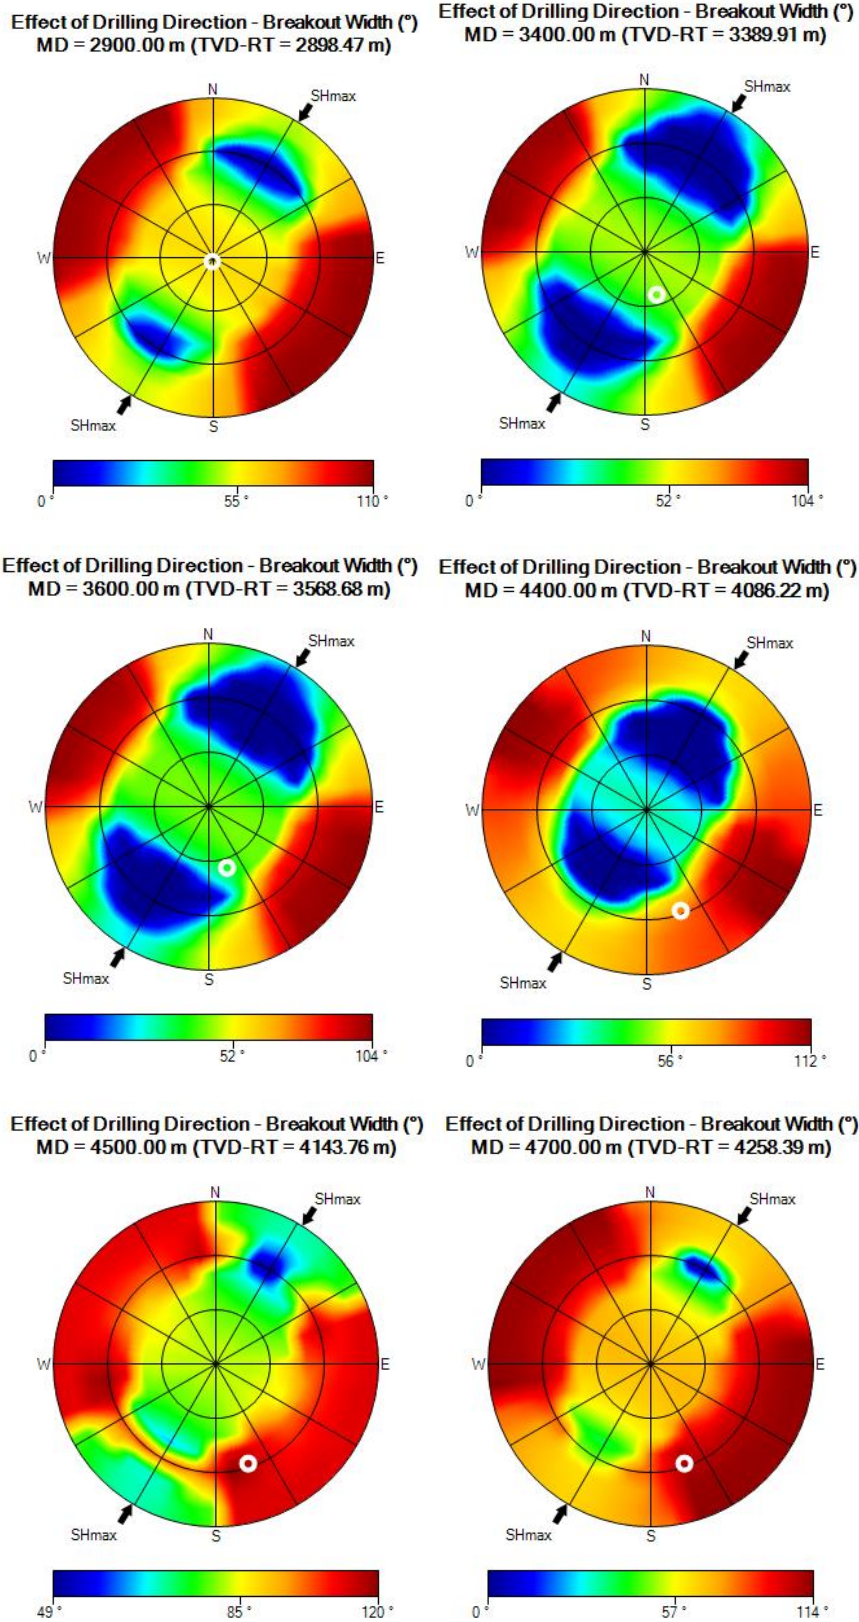 Effect of Drilling Direction - Breakout Width (°)
MD = 2900.00 m (TVD-RT = 2898.47 m)
N
SHmax
W
E
SHmax
S
0 °
55 °
110 °
Effect of Drilling Direction - Breakout Width (°)
MD = 3400.00 m (TVD-RT = 3389.91 m)
N
SHmax
W
E
SHmax
S
0 °
52 °
104 °
Effect of Drilling Direction - Breakout Width (°)
MD = 3600.00 m (TVD-RT = 3568.68 m)
N
SHmax
W
E
SHmax
S
0 °
52 °
104 °
Effect of Drilling Direction - Breakout Width (°)
MD = 4400.00 m (TVD-RT = 4086.22 m)
N
SHmax
W
E
SHmax
S
0 °
56 °
112 °
Effect of Drilling Direction - Breakout Width (°)
MD = 4500.00 m (TVD-RT = 4143.76 m)
N
SHmax
W
E
SHmax
S
49 °
85 °
120 °
Effect of Drilling Direction - Breakout Width (°)
MD = 4700.00 m (TVD-RT = 4258.39 m)
N
SHmax
W
E
SHmax
S
0 °
57 °
114 °